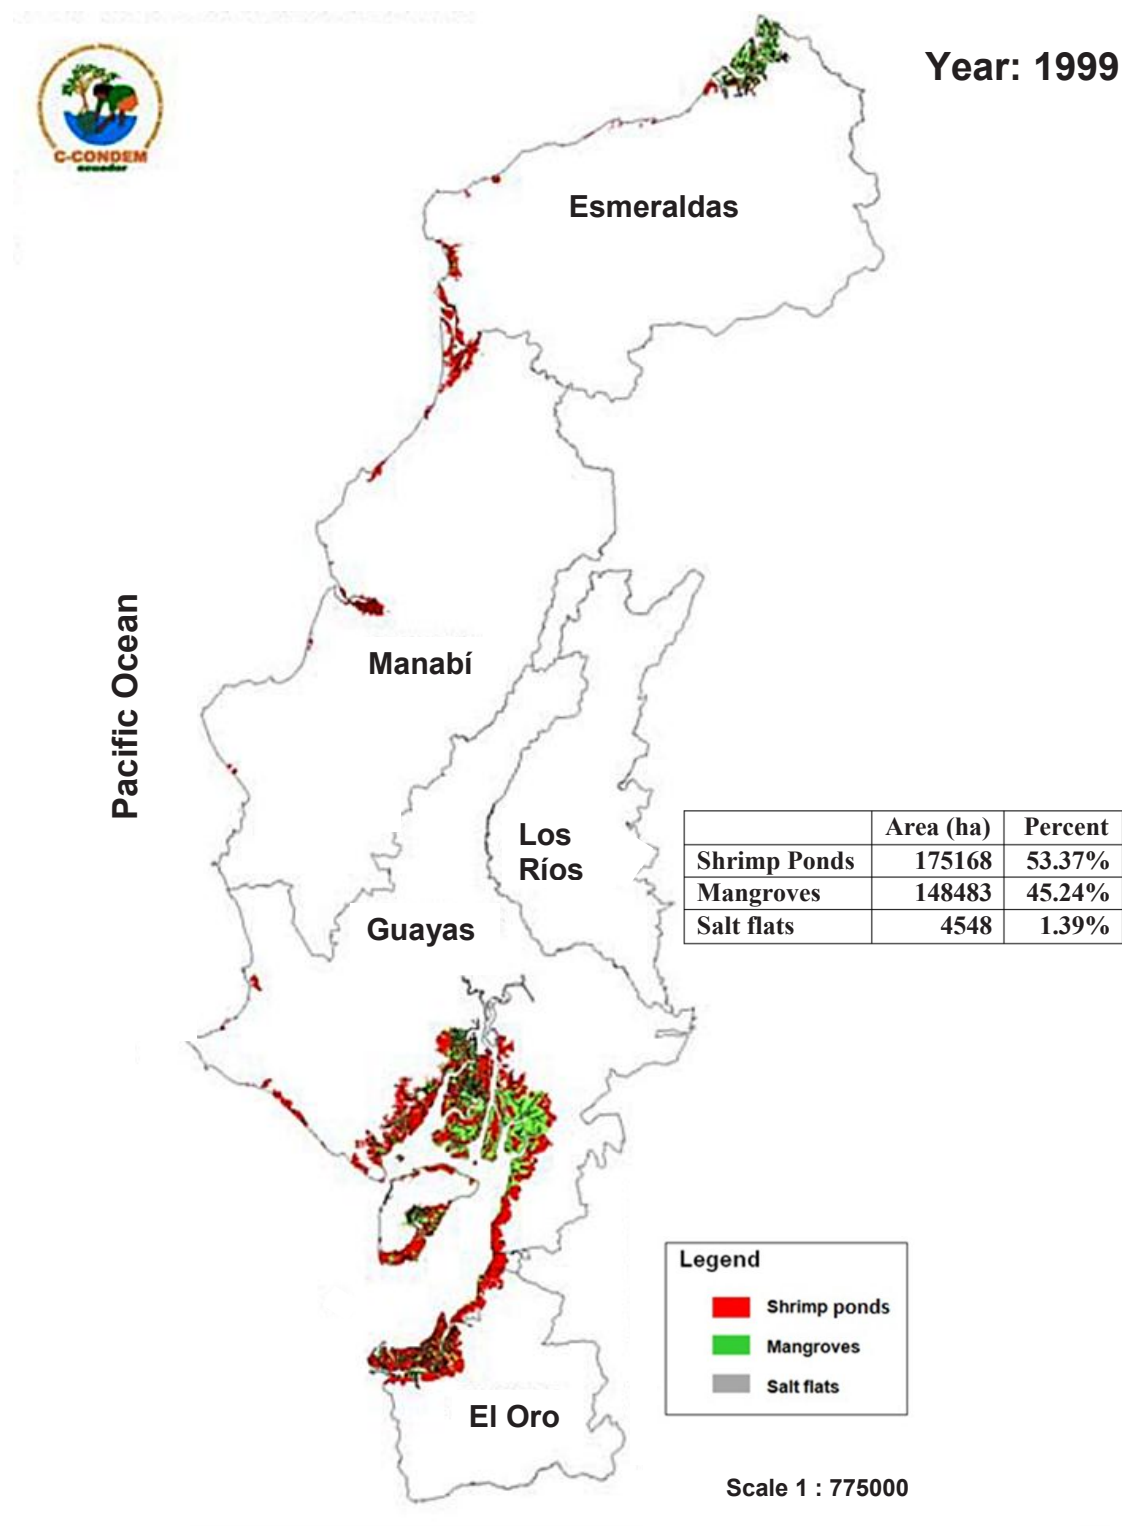 Year: 1999
C-CONDEM
ecuador
Esmeraldas
Pacific Ocean
Manabí
Los
Ríos
Guayas
Area (ha) Percent
Shrimp Ponds 175168 53.37%
Mangroves 148483 45.24%
Salt flats 4548 1.39%
Legend
Shrimp ponds
Mangroves
Salt flats
El Oro
Scale 1 : 775000